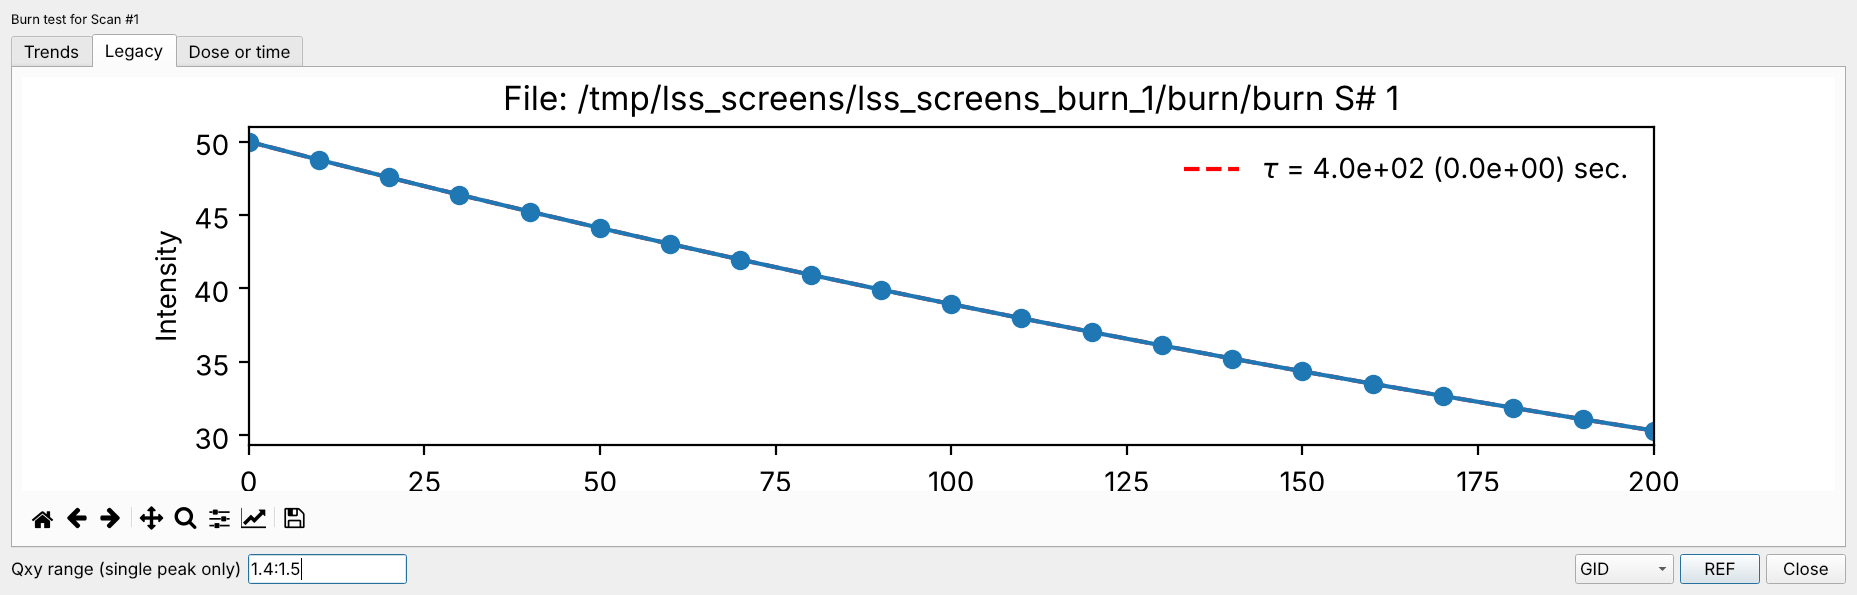 Burn test for Scan #1
Trends Legacy Dose or time
File: /tmp/lss_screens/lss_screens_burn_1/burn/burn S# 1
τ = 4.0e+02 (0.0e+00) sec.
Intensity
50
45
40
35
30
0 25 50 75 100 125 150 175 200
Qxy range (single peak only) 1.4:1.5 GID REF Close